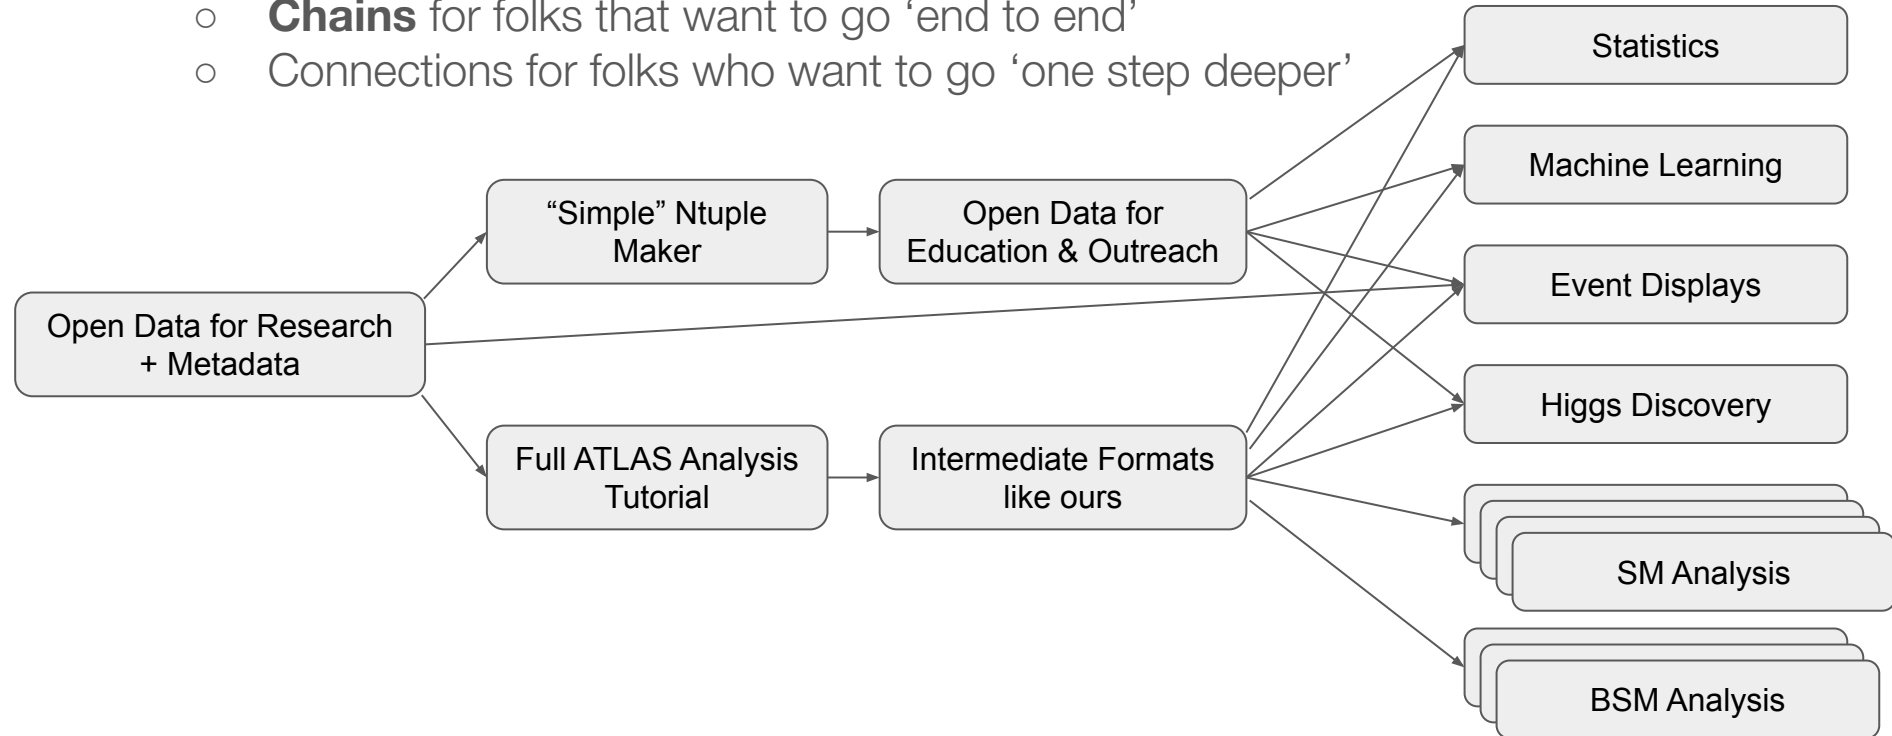 ○ Chains for folks that want to go ‘end to end’
○ Connections for folks who want to go ‘one step deeper’
Statistics
Machine Learning
“Simple” Ntuple
Maker
Open Data for
Education & Outreach
Event Displays
Open Data for Research
+ Metadata
Higgs Discovery
Full ATLAS Analysis
Tutorial
Intermediate Formats
like ours
SM Analysis
BSM Analysis